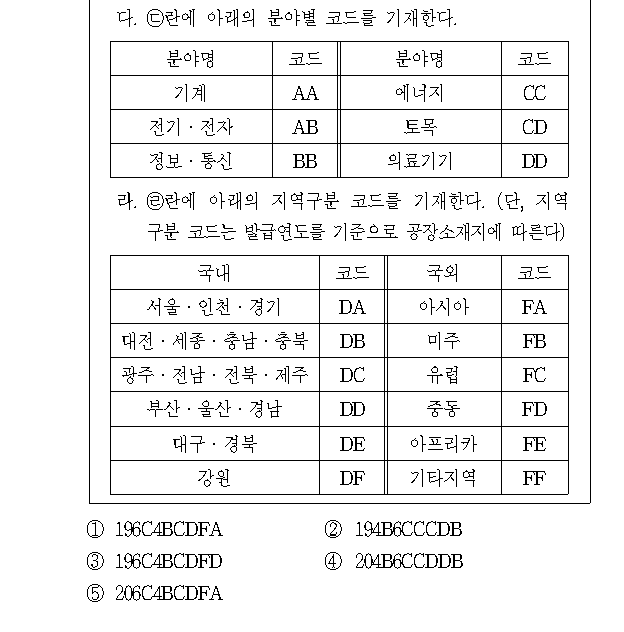 다. ㉢란에 아래의 분야별 코드를 기재한다.
분야명 코드 분야명 코드
기계 AA 에너지 CC
전기·전자 AB 토목 CD
정보·통신 BB 의료기기 DD
라. ㉣란에 아래의 지역구분 코드를 기재한다. (단, 지역
구분 코드는 발급연도를 기준으로 공장소재지에 따른다)
국내 코드 국외 코드
서울·인천·경기 DA 아시아 FA
대전·세종·충남·충북 DB 미주 FB
광주·전남·전북·제주 DC 유럽 FC
부산·울산·경남 DD 중동 FD
대구·경북 DE 아프리카 FE
강원 DF 기타지역 FF
① 196C4BCDFA ② 194B6CCCDB
③ 196C4BCDFD ④ 204B6CCDDB
⑤ 206C4BCDFA